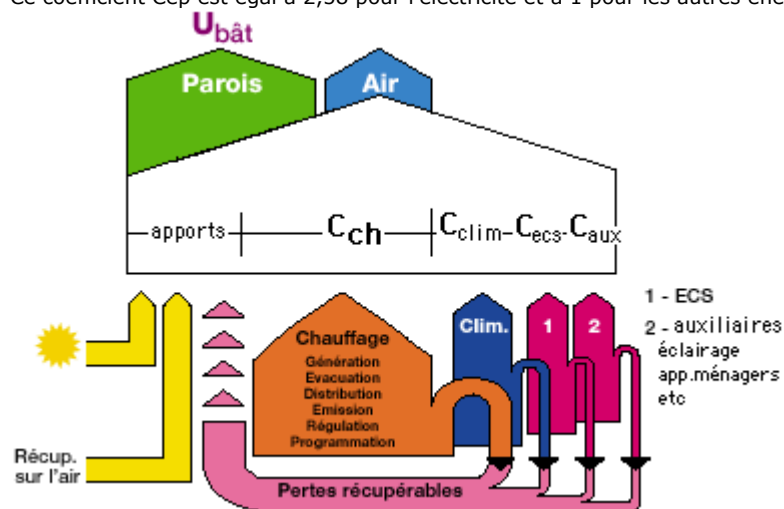 Ce coefficient Cep est égal à 2,58 pour l'électricité et à 1 pour les autres éne
Ubât
Parois
Air
apports
Cch
Cclim
Cecs
Caux
1 - ECS
2 - auxiliaires
éclairage
app.ménagers
etc
Chauffage
Génération
Evacuation
Distribution
Emission
Régulation
Programmation
Clim.
1
2
Récup.
sur l'air
Pertes récupérables